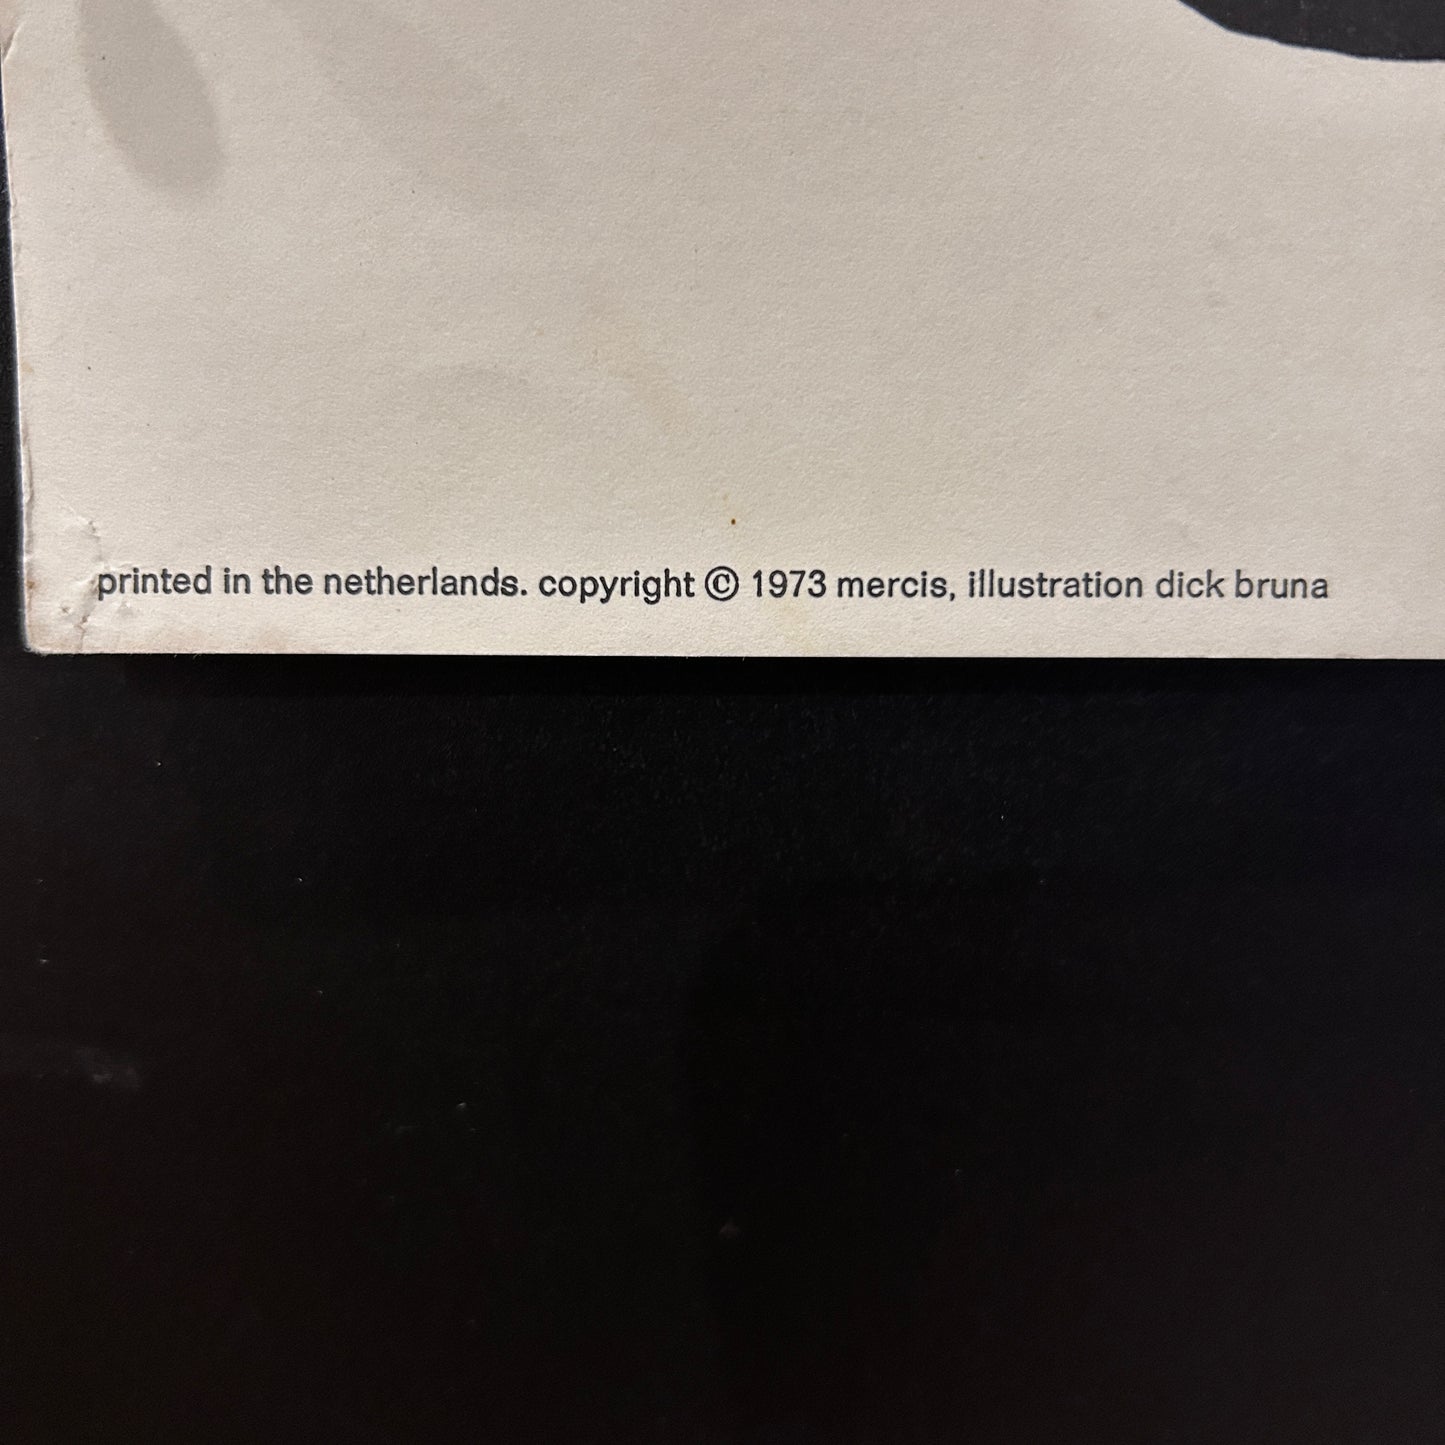 printed in the netherlands. copyright © 1973 mercis, illustration dick bruna